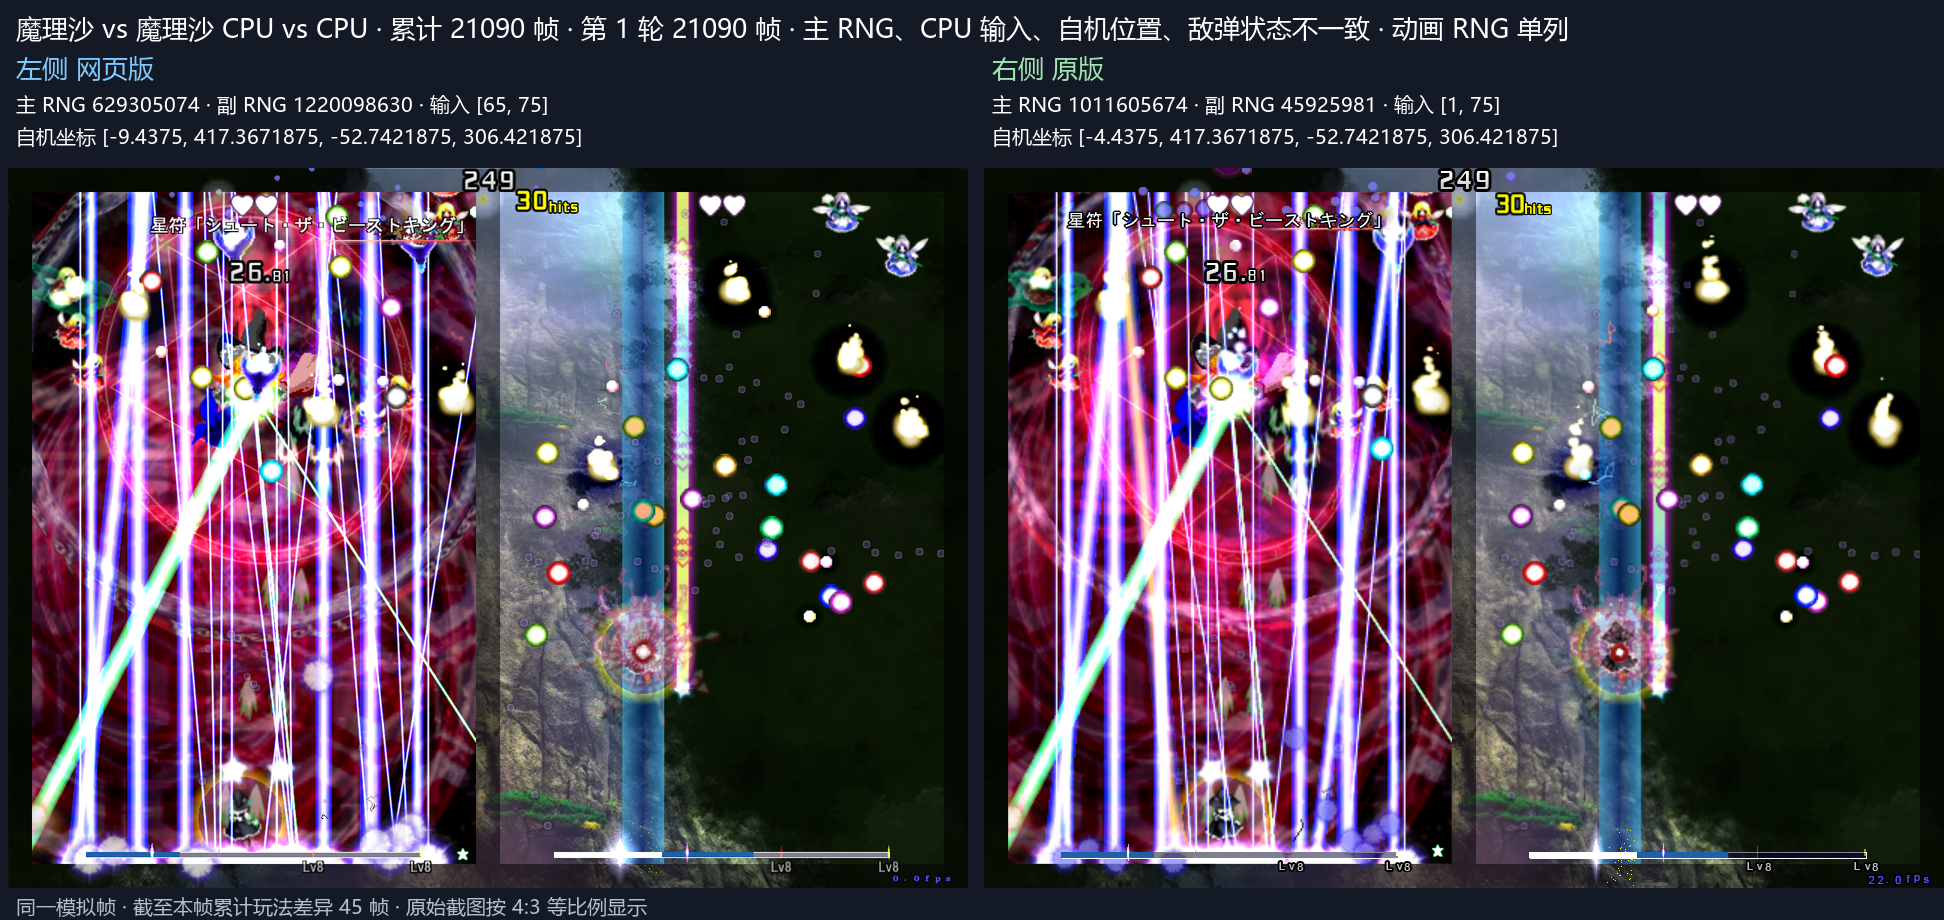 魔理沙 vs 魔理沙 CPU vs CPU · 累计 21090 帧 · 第 1 轮 21090 帧 · 主 RNG、CPU 输入、自机位置、敌弹状态不一致 · 动画 RNG 单列
左侧 网页版
主 RNG 629305074 · 副 RNG 1220098630 · 输入 [65, 75]
自机坐标 [-9.4375, 417.3671875, -52.7421875, 306.421875]
249
30hits
星符「シュート・ザ・ビーストキング」
26.81
Lv8
Lv8
Lv8
Lv8
0.0fps
右侧 原版
主 RNG 1011605674 · 副 RNG 45925981 · 输入 [1, 75]
自机坐标 [-4.4375, 417.3671875, -52.7421875, 306.421875]
249
30hits
星符「シュート・ザ・ビーストキング」
26.81
Lv8
Lv8
Lv8
Lv8
22.0fps
同一模拟帧 · 截至本帧累计玩法差异 45 帧 · 原始截图按 4:3 等比例显示